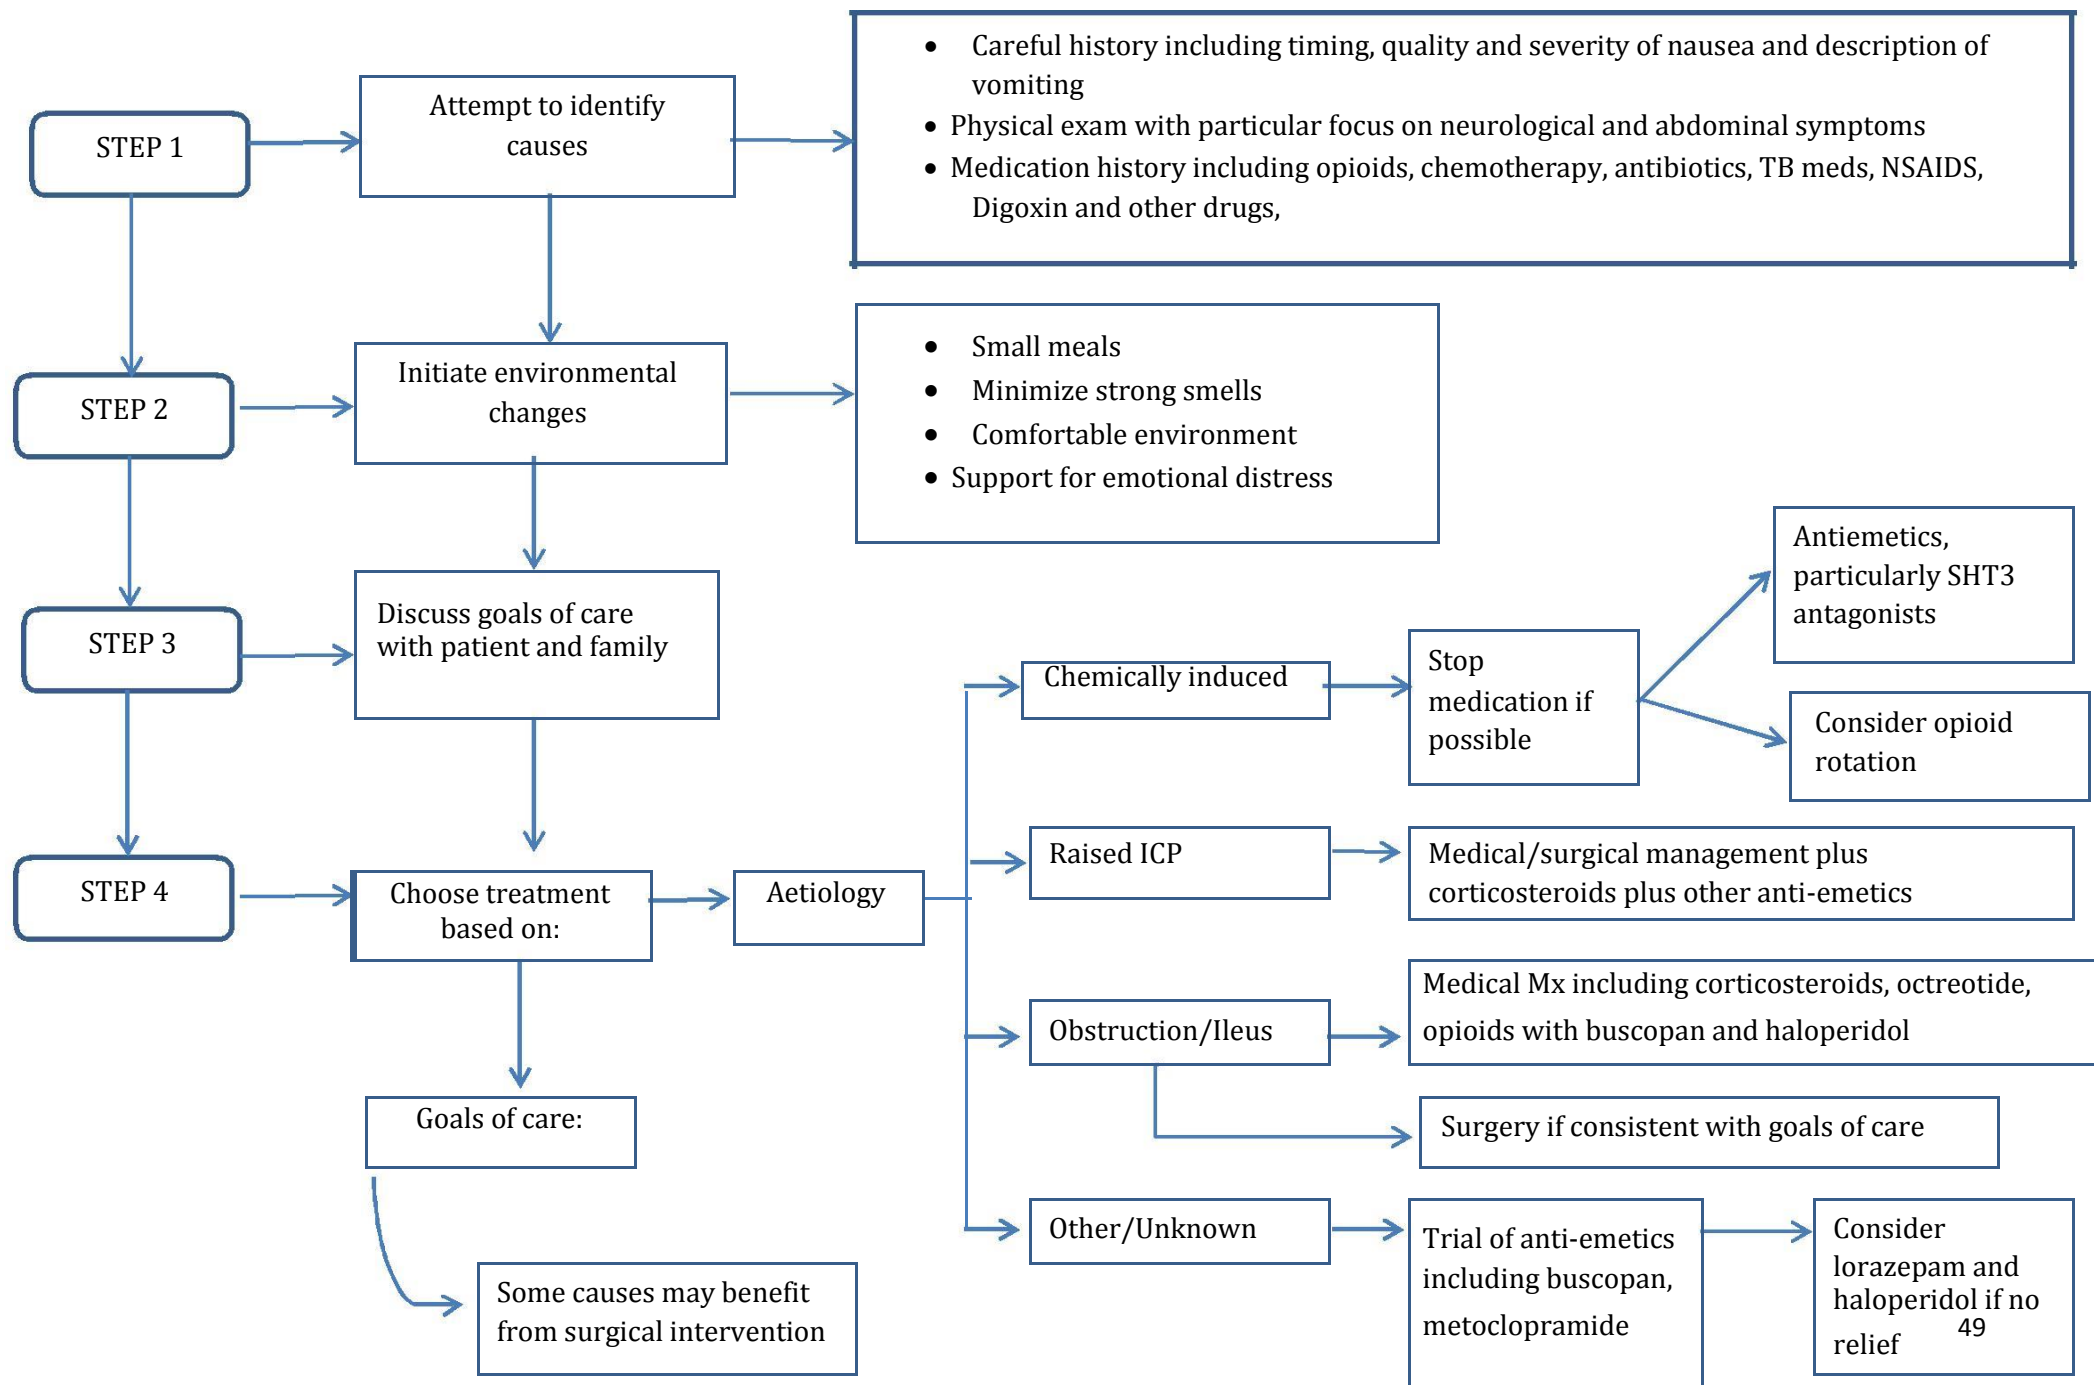 STEP 1
Attempt to identify
causes
• Careful history including timing, quality and severity of nausea and description of
vomiting
• Physical exam with particular focus on neurological and abdominal symptoms
• Medication history including opioids, chemotherapy, antibiotics, TB meds, NSAIDS,
Digoxin and other drugs,
STEP 2
Initiate environmental
changes
• Small meals
• Minimize strong smells
• Comfortable environment
• Support for emotional distress
STEP 3
Discuss goals of care
with patient and family
STEP 4
Choose treatment
based on:
Goals of care:
Some causes may benefit
from surgical intervention
Aetiology
Chemically induced
Stop
medication if
possible
Antiemetics,
particularly SHT3
antagonists
Consider opioid
rotation
Raised ICP
Medical/surgical management plus
corticosteroids plus other anti-emetics
Obstruction/Ileus
Medical Mx including corticosteroids, octreotide,
opioids with buscopan and haloperidol
Surgery if consistent with goals of care
Other/Unknown
Trial of anti-emetics
including buscopan,
metoclopramide
Consider
lorazepam and
haloperidol if no
relief
49